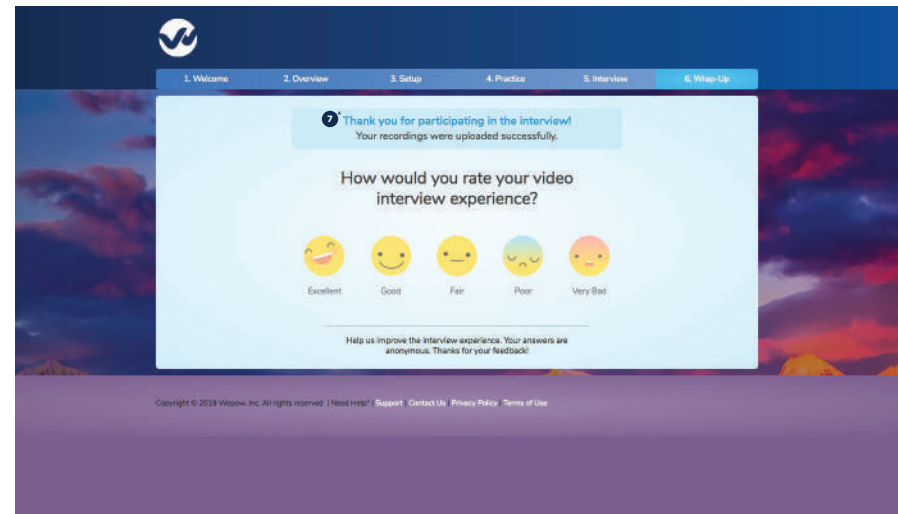 1. Welcome 2. Overview 3. Setup 4. Practice 5. Interview 6. Wrap-Up
7 Thank you for participating in the interview!
Your recordings were uploaded successfully.
How would you rate your video
interview experience?
Excellent Good Fair Poor Very Bad
Help us improve the interview experience. Your answers are
anonymous. Thanks for your feedback!
Copyright © 2019 Wepow, Inc. All rights reserved. | Need Help? | Support | Contact Us | Privacy Policy | Terms of Use